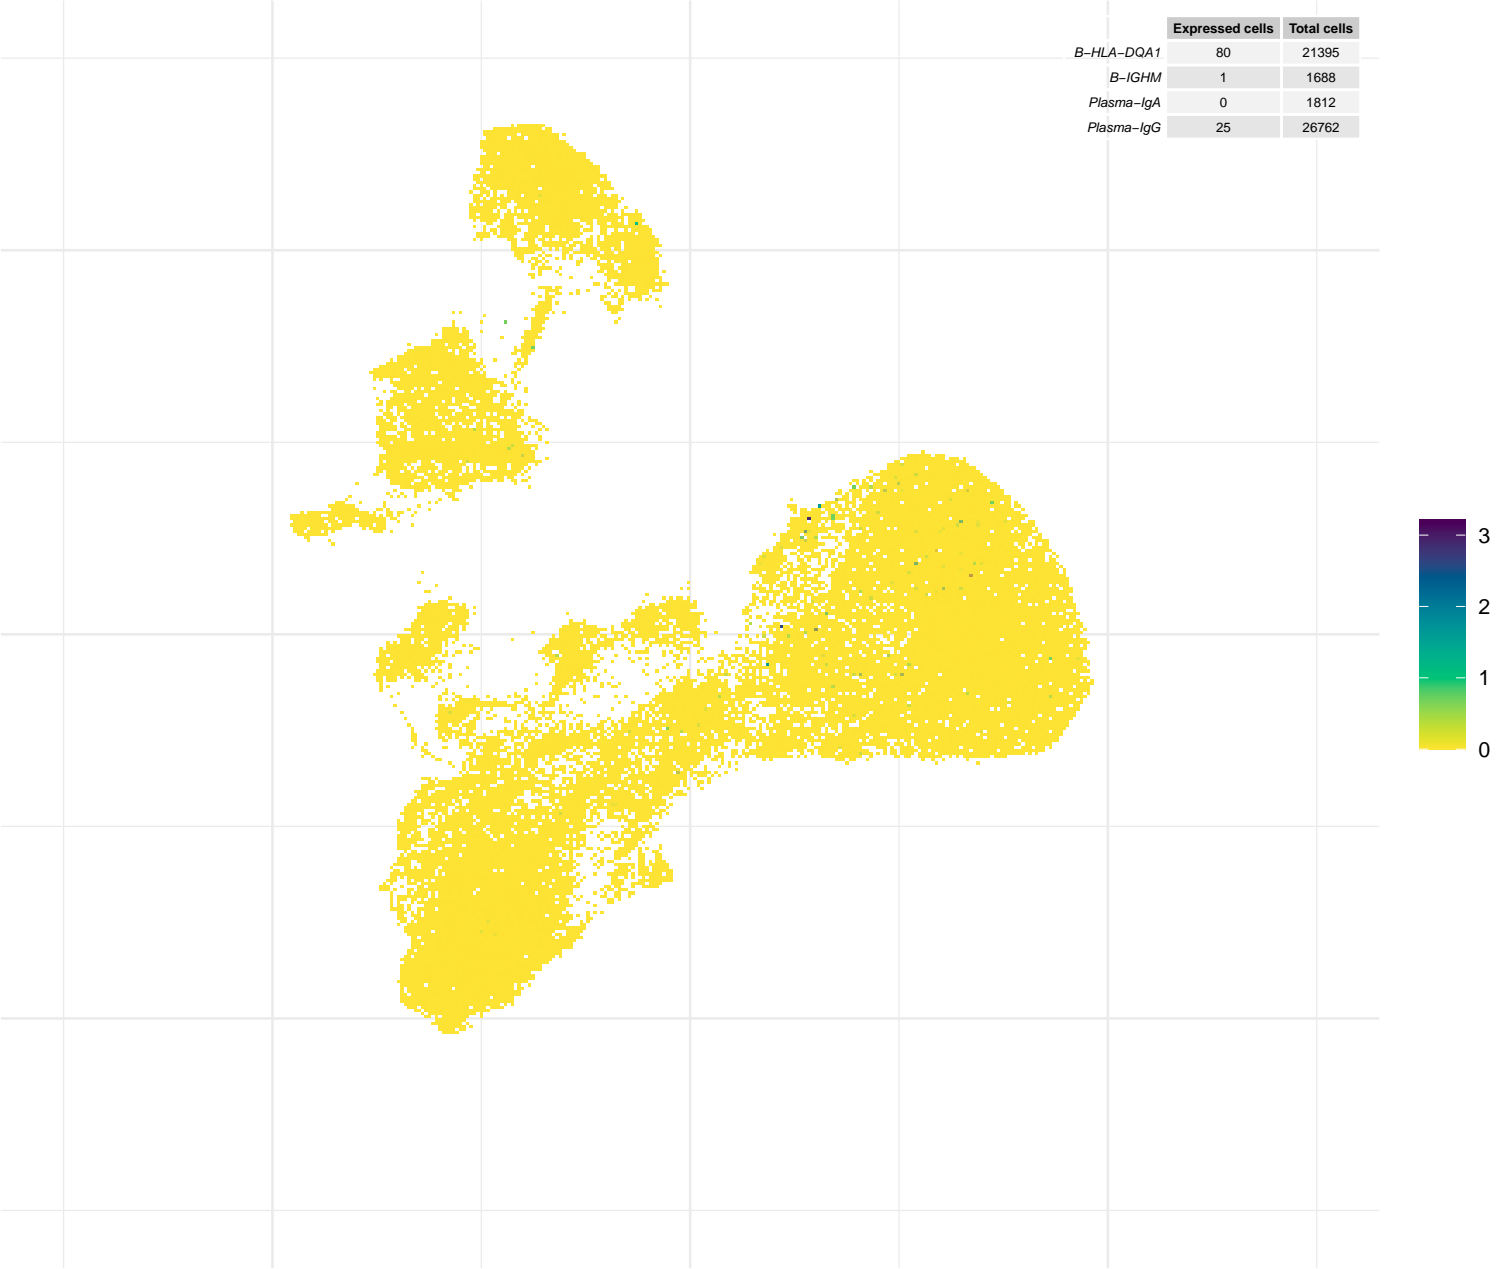 Expressed cells Total cells
B−HLA−DQA1 80 21395
B−IGHM 1 1688
Plasma−IgA 0 1812
Plasma−IgG 25 26762
3
2
1
0